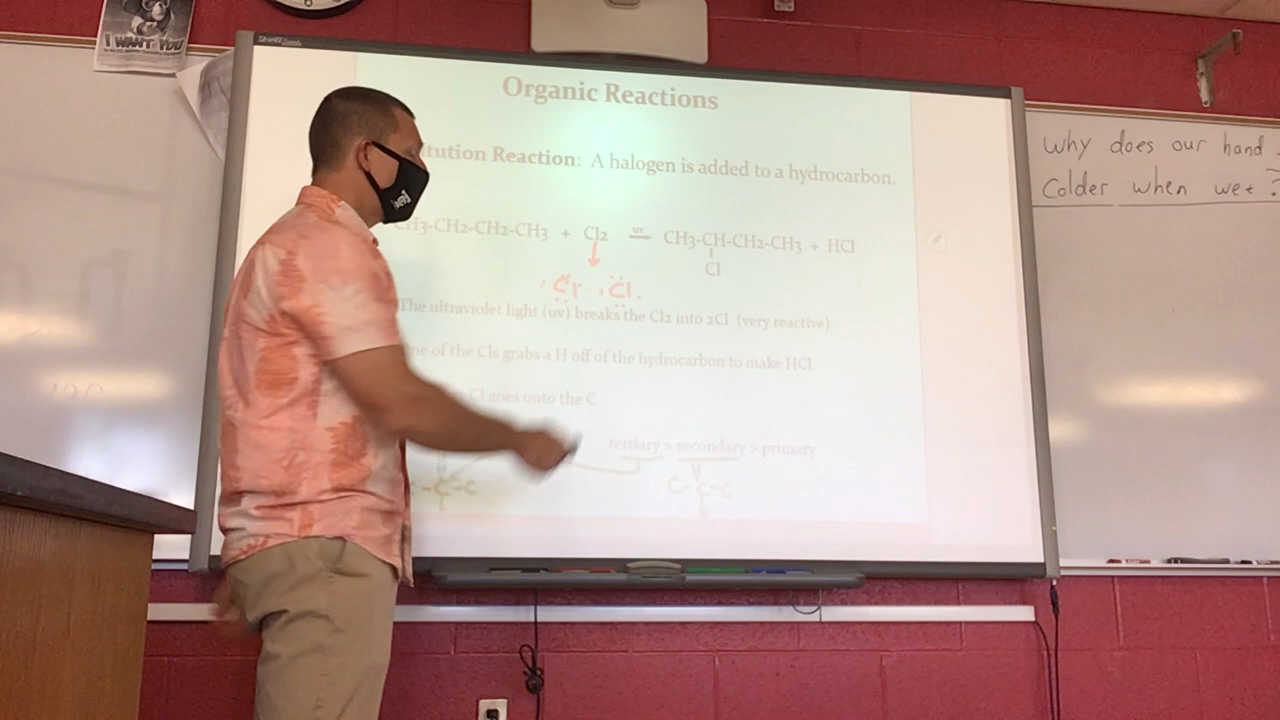 I WANT YOU
Organic Reactions
tution Reaction: A halogen is added to a hydrocarbon.
CH3-CH2-CH2-CH3 + Cl2 uv CH3-CH-CH2-CH3 + HCl
Cl
Cl Cl
The ultraviolet light (uv) breaks the Cl2 into 2Cl (very reactive)
One of the Cls grabs a H off of the hydrocarbon to make HCl.
Cl goes onto the C
tertiary > secondary > primary
-C-C
C-C-C
why does our hand
Colder when wet?